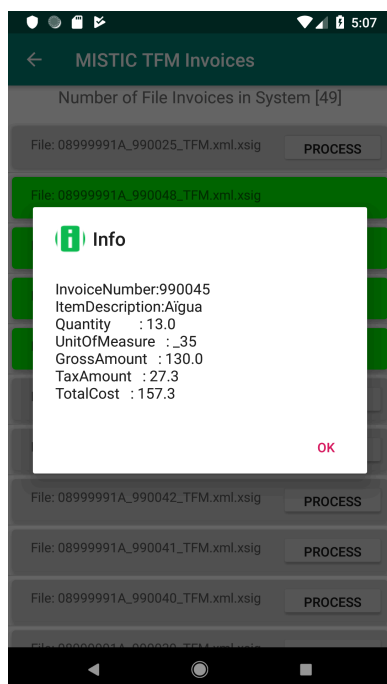 5:07
MISTIC TFM Invoices
Number of File Invoices in System [49]
File: 08999991A_990025_TFM.xml.xsig PROCESS
File: 08999991A_990048_TFM.xml.xsig
Info
InvoiceNumber:990045
ItemDescription:Aïgua
Quantity : 13.0
UnitOfMeasure : _35
GrossAmount : 130.0
TaxAmount : 27.3
TotalCost : 157.3
OK
File: 08999991A_990042_TFM.xml.xsig PROCESS
File: 08999991A_990041_TFM.xml.xsig PROCESS
File: 08999991A_990040_TFM.xml.xsig PROCESS